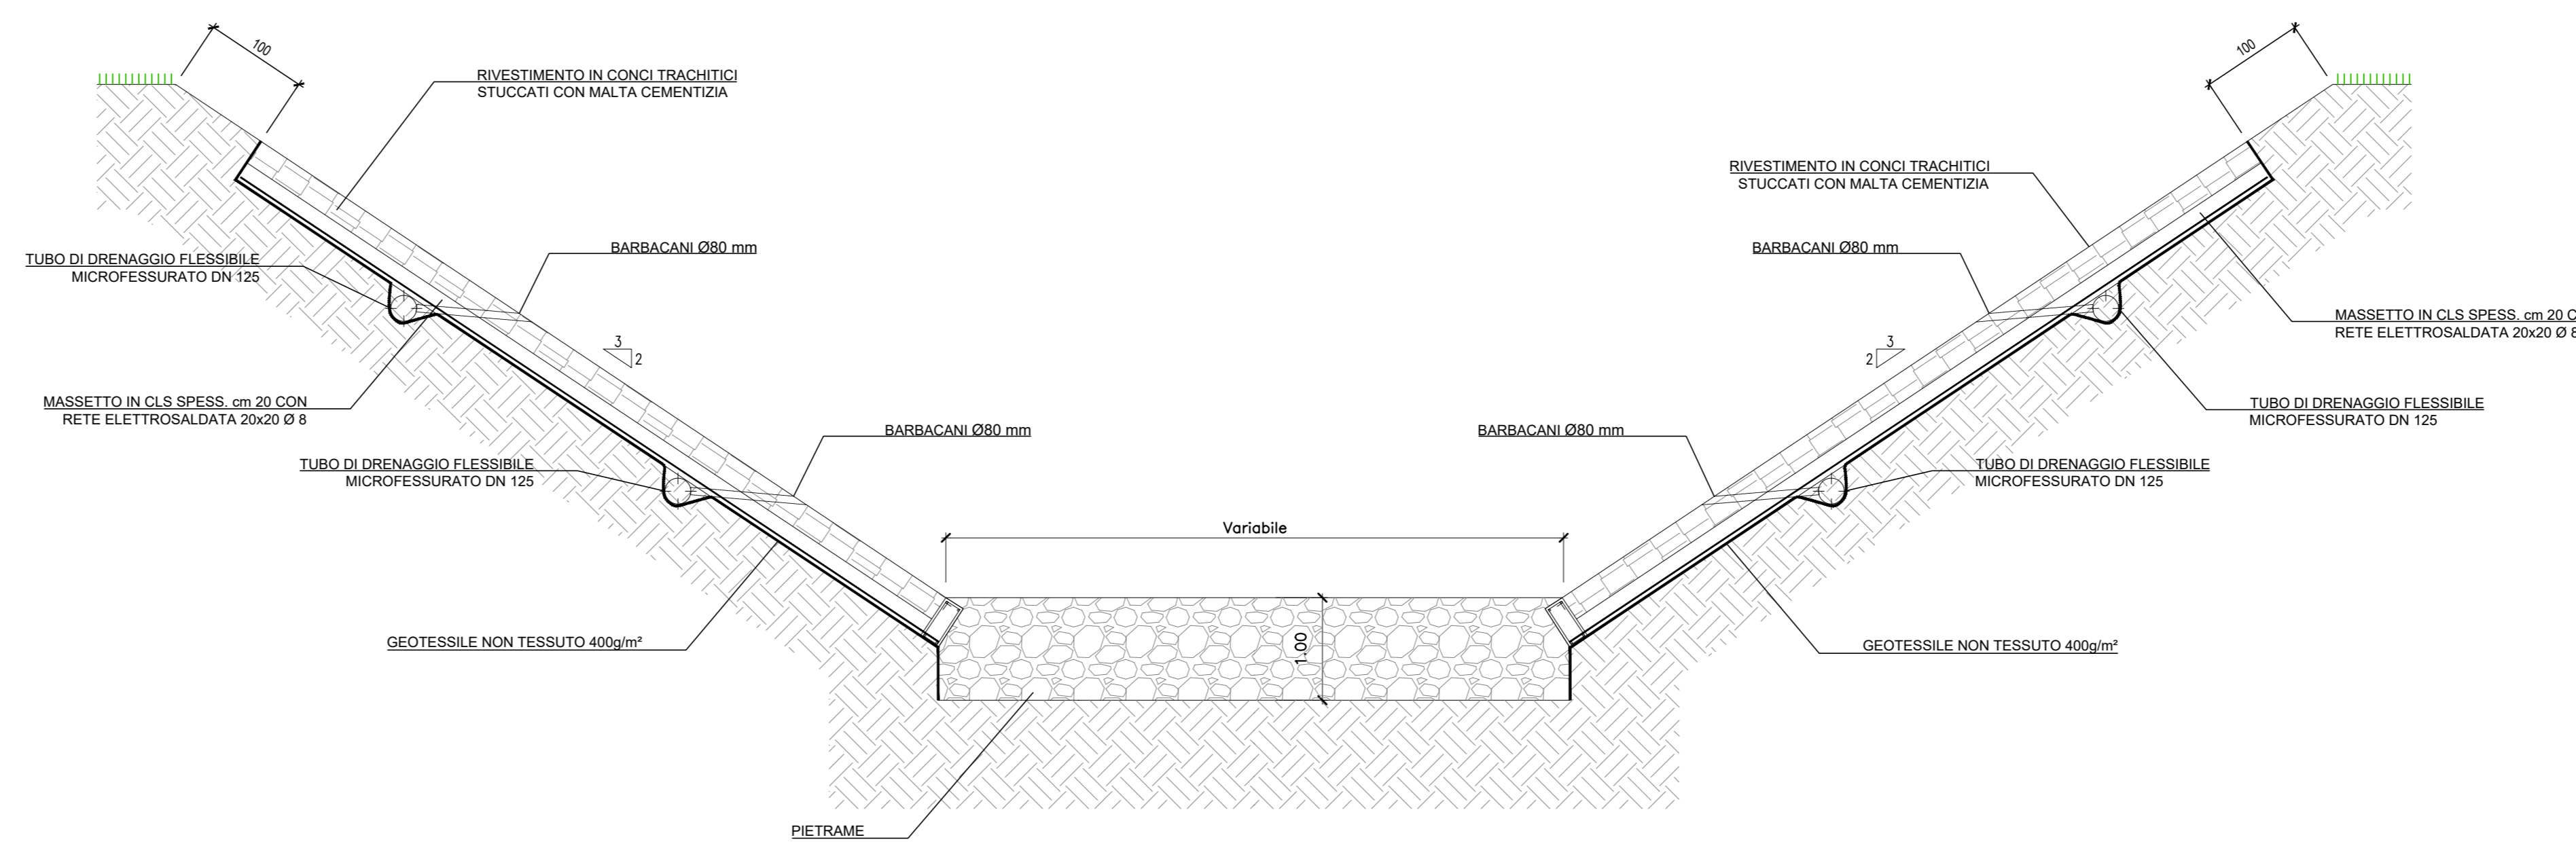 100
100
RIVESTIMENTO IN CONCI TRACHITICI
STUCCATI CON MALTA CEMENTIZIA
RIVESTIMENTO IN CONCI TRACHITICI
STUCCATI CON MALTA CEMENTIZIA
BARBACANI Ø80 mm
BARBACANI Ø80 mm
TUBO DI DRENAGGIO FLESSIBILE
MICROFESSURATO DN 125
MASSETTO IN CLS SPESS. cm 20 C
RETE ELETTROSALDATA 20x20 Ø 8
3
2
3
2
MASSETTO IN CLS SPESS. cm 20 CON
RETE ELETTROSALDATA 20x20 Ø 8
TUBO DI DRENAGGIO FLESSIBILE
MICROFESSURATO DN 125
BARBACANI Ø80 mm
BARBACANI Ø80 mm
TUBO DI DRENAGGIO FLESSIBILE
MICROFESSURATO DN 125
TUBO DI DRENAGGIO FLESSIBILE
MICROFESSURATO DN 125
Variabile
1.00
GEOTESSILE NON TESSUTO 400g/m²
GEOTESSILE NON TESSUTO 400g/m²
PIETRAME